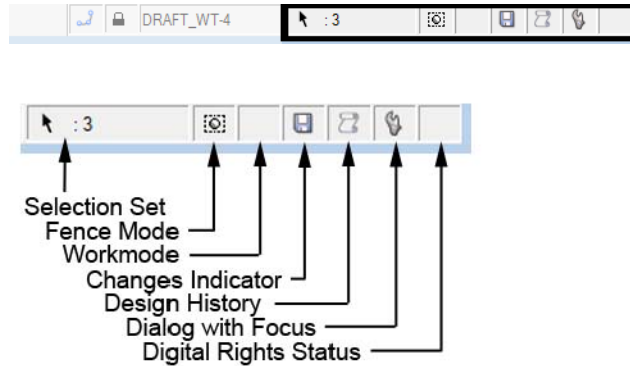 DRAFT_WT-4 : 3
: 3
Selection Set
Fence Mode
Workmode
Changes Indicator
Design History
Dialog with Focus
Digital Rights Status